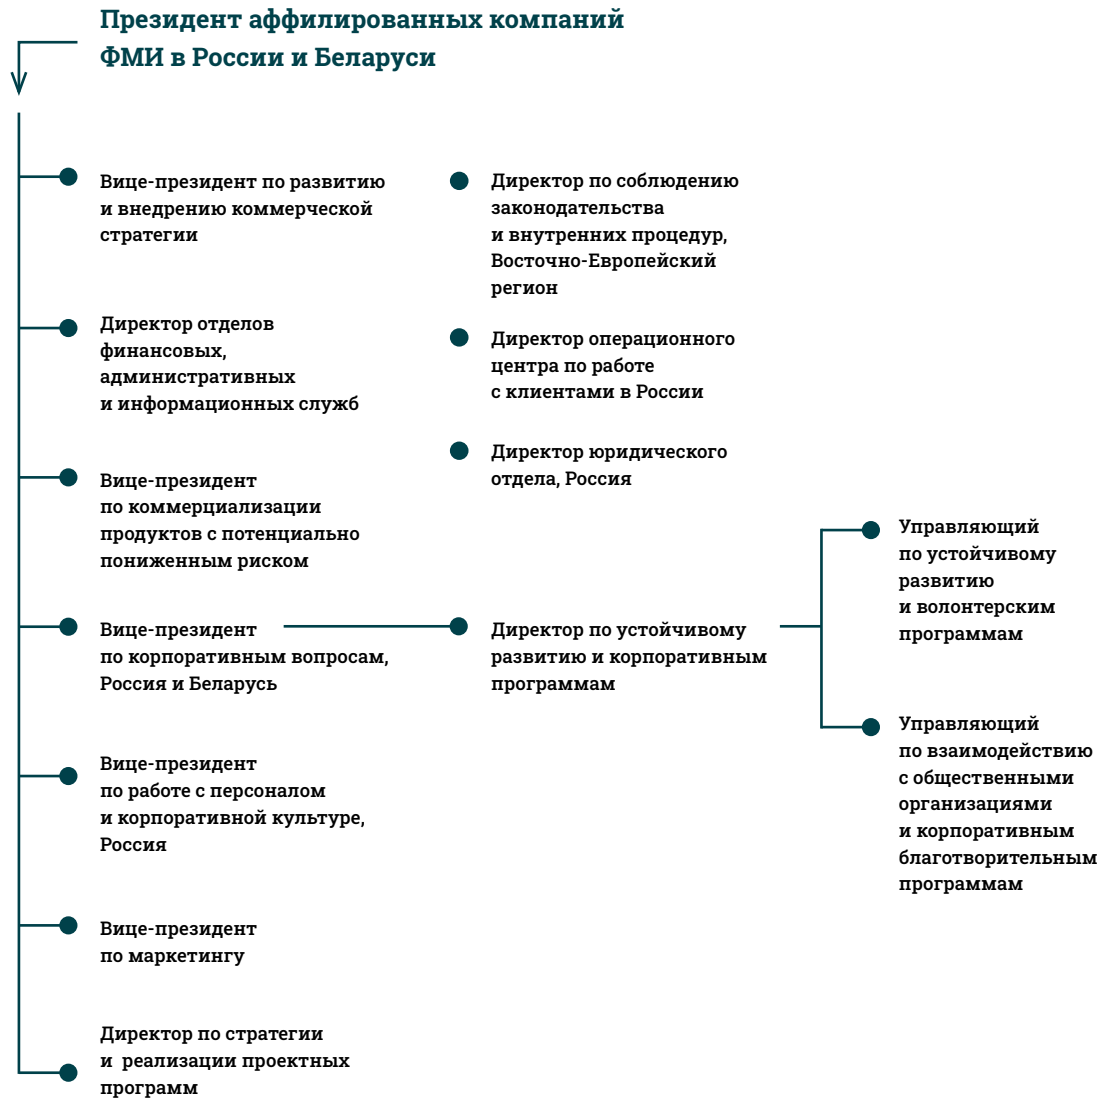 Президент аффилированных компаний
ФМИ в России и Беларуси
Вице-президент по развитию
и внедрению коммерческой
стратегии
Директор отделов
финансовых,
административных
и информационных служб
Вице-президент
по коммерциализации
продуктов с потенциально
пониженным риском
Вице-президент
по корпоративным вопросам,
Россия и Беларусь
Вице-президент
по работе с персоналом
и корпоративной культуре,
Россия
Вице-президент
по маркетингу
Директор по стратегии
и реализации проектных
программ
Директор по соблюдению
законодательства
и внутренних процедур,
Восточно-Европейский
регион
Директор операционного
центра по работе
с клиентами в России
Директор юридического
отдела, Россия
Директор по устойчивому
развитию и корпоративным
программам
Управляющий
по устойчивому
развитию
и волонтерским
программам
Управляющий
по взаимодействию
с общественными
организациями
и корпоративным
благотворительным
программам